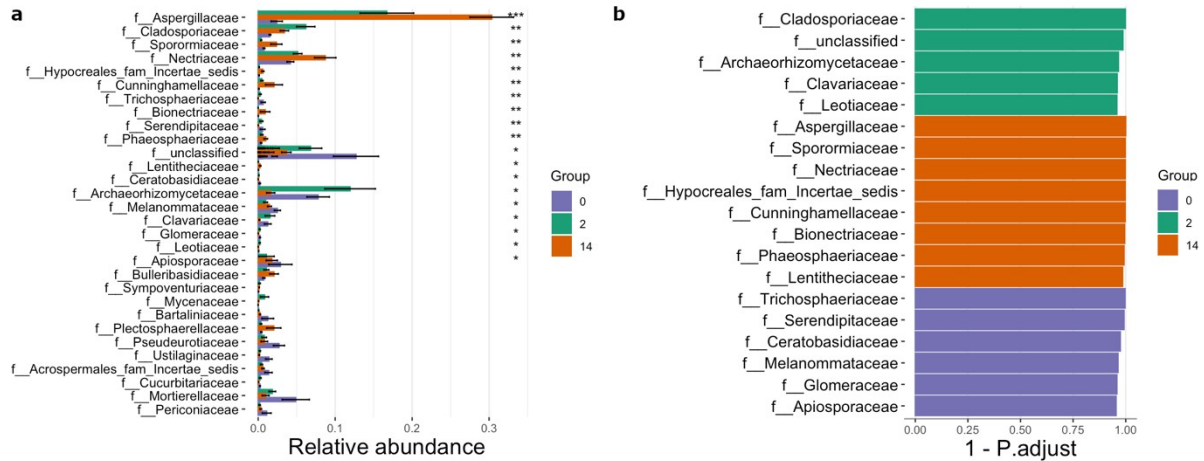 a
f__Aspergillaceae
f__Cladosporiaceae
f__Sporormiaceae
f__Nectriaceae
f__Hypocreales_fam_Incertae_sedis
f__Cunninghamellaceae
f__Trichosphaeriaceae
f__Bionectriaceae
f__Serendipitaceae
f__Phaeosphaeriaceae
f__unclassified
f__Lentitheciaceae
f__Ceratobasidiaceae
f__Archaeorhizomycetaceae
f__Melanommataceae
f__Clavariaceae
f__Glomeraceae
f__Leotiaceae
f__Apiosporaceae
f__Bulleribasidiaceae
f__Sympoventuriaceae
f__Mycenaceae
f__Bartaliniaceae
f__Plectosphaerellaceae
f__Pseudeurotiaceae
f__Ustilaginaceae
f__Acrospermales_fam_Incertae_sedis
f__Cucurbitariaceae
f__Mortierellaceae
f__Periconiaceae
***
**
**
**
**
**
**
**
**
**
*
*
*
*
*
*
*
*
*
0.0 0.1 0.2 0.3
Relative abundance
Group
0
2
14
b
f__Cladosporiaceae
f__unclassified
f__Archaeorhizomycetaceae
f__Clavariaceae
f__Leotiaceae
f__Aspergillaceae
f__Sporormiaceae
f__Nectriaceae
f__Hypocreales_fam_Incertae_sedis
f__Cunninghamellaceae
f__Bionectriaceae
f__Phaeosphaeriaceae
f__Lentitheciaceae
f__Trichosphaeriaceae
f__Serendipitaceae
f__Ceratobasidiaceae
f__Melanommataceae
f__Glomeraceae
f__Apiosporaceae
0.00 0.25 0.50 0.75 1.00
1 - P.adjust
Group
0
2
14